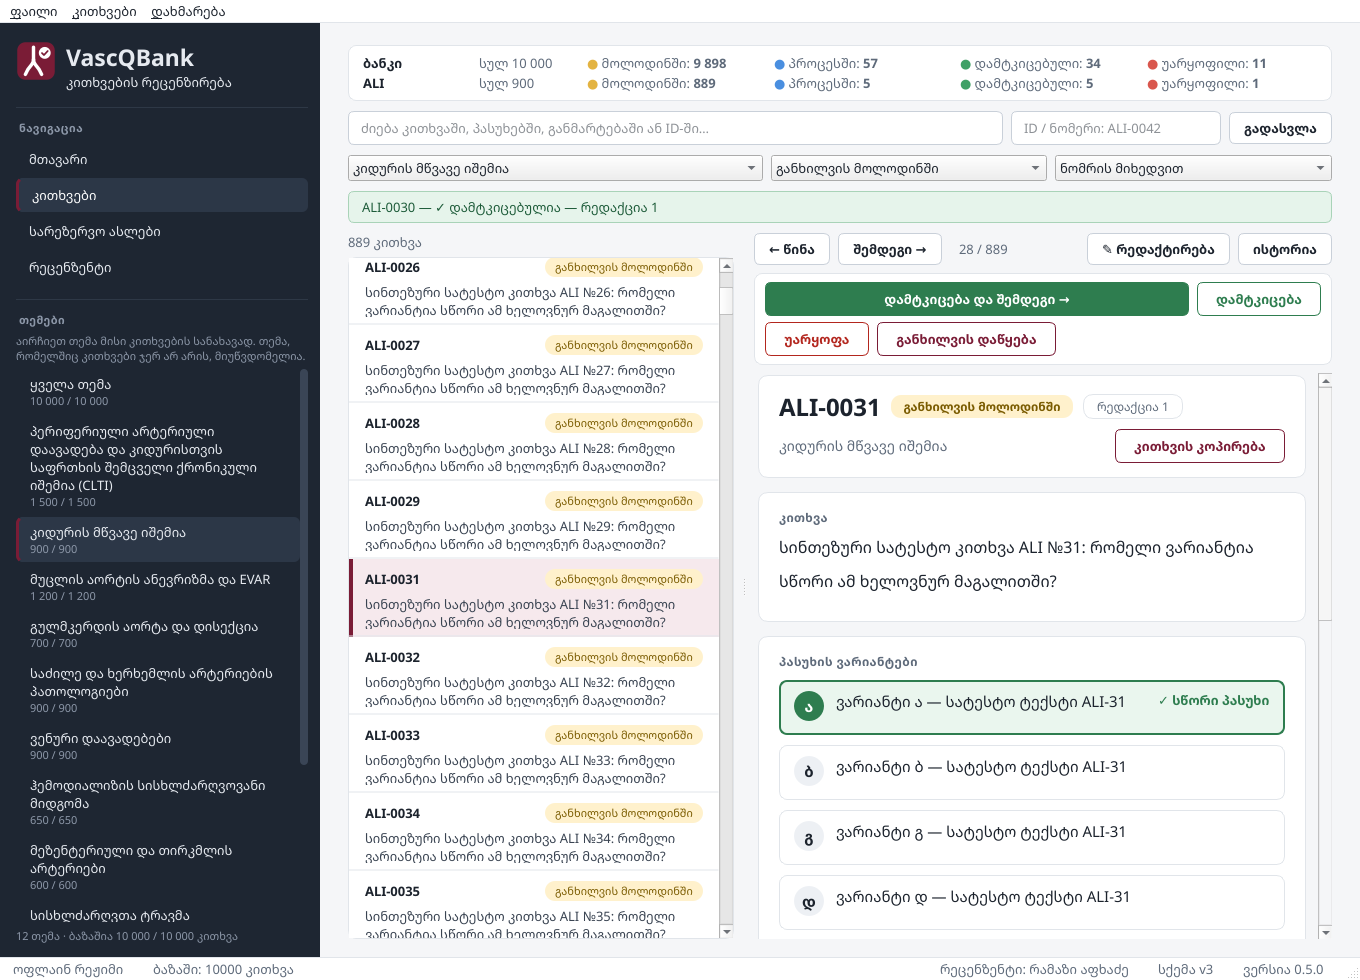 ფაილი კითხვები დახმარება
VascQBank
კითხვების რეცენზირება
ნავიგაცია
მთავარი
კითხვები
სარეზერვო ასლები
რეცენზენტი
თემები
აირჩიეთ თემა მისი კითხვების სანახავად. თემა,
რომელშიც კითხვები ჯერ არ არის, მიუწვდომელია.
ყველა თემა
10 000 / 10 000
პერიფერიული არტერიული
დაავადება და კიდურისთვის
საფრთხის შემცველი ქრონიკული
იშემია (CLTI)
1 500 / 1 500
კიდურის მწვავე იშემია
900 / 900
მუცლის აორტის ანევრიზმა და EVAR
1 200 / 1 200
გულმკერდის აორტა და დისექცია
700 / 700
საძილე და ხერხემლის არტერიების
პათოლოგიები
900 / 900
ვენური დაავადებები
900 / 900
ჰემოდიალიზის სისხლძარღვოვანი
მიდგომა
650 / 650
მეზენტერიული და თირკმლის
არტერიები
600 / 600
სისხლძარღვთა ტრავმა
12 თემა · ბაზაშია 10 000 / 10 000 კითხვა
ბანკი სულ 10 000 მოლოდინში: 9 898 პროცესში: 57 დამტკიცებული: 34 უარყოფილი: 11
ALI სულ 900 მოლოდინში: 889 პროცესში: 5 დამტკიცებული: 5 უარყოფილი: 1
ძიება კითხვაში, პასუხებში, განმარტებაში ან ID-ში… ID / ნომერი: ALI-0042 გადასვლა
კიდურის მწვავე იშემია განხილვის მოლოდინში ნომრის მიხედვით
ALI-0030 — ✓ დამტკიცებულია — რედაქცია 1
889 კითხვა
ALI-0026 განხილვის მოლოდინში
სინთეზური სატესტო კითხვა ALI №26: რომელი
ვარიანტია სწორი ამ ხელოვნურ მაგალითში?
ALI-0027 განხილვის მოლოდინში
სინთეზური სატესტო კითხვა ALI №27: რომელი
ვარიანტია სწორი ამ ხელოვნურ მაგალითში?
ALI-0028 განხილვის მოლოდინში
სინთეზური სატესტო კითხვა ALI №28: რომელი
ვარიანტია სწორი ამ ხელოვნურ მაგალითში?
ALI-0029 განხილვის მოლოდინში
სინთეზური სატესტო კითხვა ALI №29: რომელი
ვარიანტია სწორი ამ ხელოვნურ მაგალითში?
ALI-0031 განხილვის მოლოდინში
სინთეზური სატესტო კითხვა ALI №31: რომელი
ვარიანტია სწორი ამ ხელოვნურ მაგალითში?
ALI-0032 განხილვის მოლოდინში
სინთეზური სატესტო კითხვა ALI №32: რომელი
ვარიანტია სწორი ამ ხელოვნურ მაგალითში?
ALI-0033 განხილვის მოლოდინში
სინთეზური სატესტო კითხვა ALI №33: რომელი
ვარიანტია სწორი ამ ხელოვნურ მაგალითში?
ALI-0034 განხილვის მოლოდინში
სინთეზური სატესტო კითხვა ALI №34: რომელი
ვარიანტია სწორი ამ ხელოვნურ მაგალითში?
ALI-0035 განხილვის მოლოდინში
სინთეზური სატესტო კითხვა ALI №35: რომელი
ვარიანტია სწორი ამ ხელოვნურ მაგალითში?
← წინა შემდეგი → 28 / 889 ✎ რედაქტირება ისტორია
დამტკიცება და შემდეგი → დამტკიცება
უარყოფა განხილვის დაწყება
ALI-0031 განხილვის მოლოდინში რედაქცია 1
კიდურის მწვავე იშემია კითხვის კოპირება
კითხვა
სინთეზური სატესტო კითხვა ALI №31: რომელი ვარიანტია
სწორი ამ ხელოვნურ მაგალითში?
პასუხის ვარიანტები
ა ვარიანტი ა — სატესტო ტექსტი ALI-31 ✓ სწორი პასუხი
ბ ვარიანტი ბ — სატესტო ტექსტი ALI-31
გ ვარიანტი გ — სატესტო ტექსტი ALI-31
დ ვარიანტი დ — სატესტო ტექსტი ALI-31
ოფლაინ რეჟიმი ბაზაში: 10000 კითხვა რეცენზენტი: რამაზი აფხაძე სქემა v3 ვერსია 0.5.0